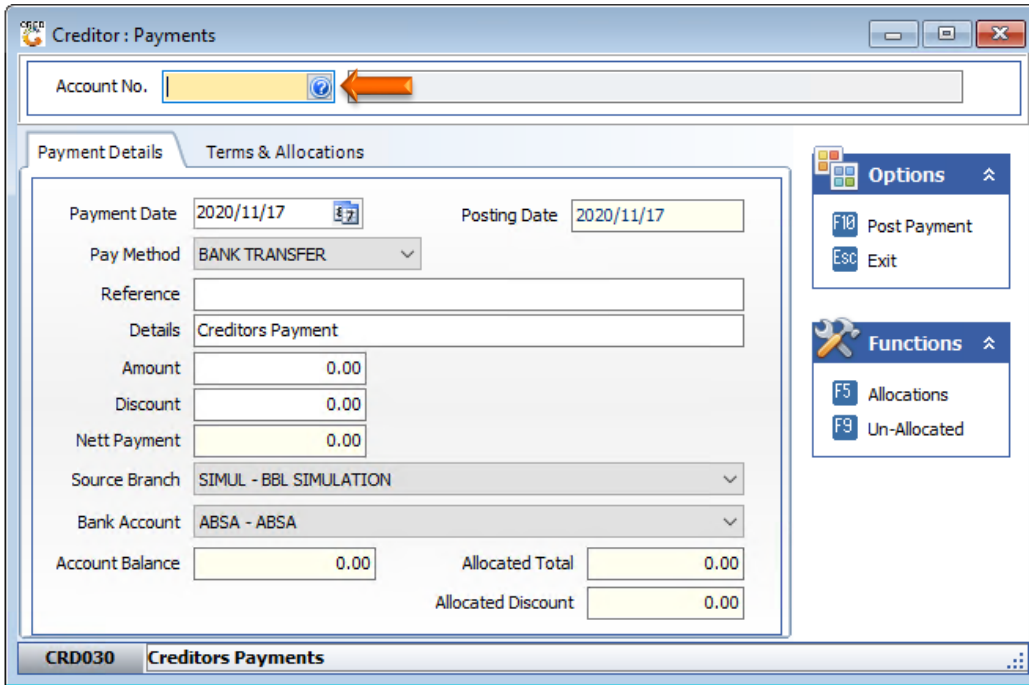 Creditor : Payments
Account No.
Payment Details Terms & Allocations
Payment Date 2020/11/17 Posting Date 2020/11/17
Pay Method BANK TRANSFER
Reference
Details Creditors Payment
Amount 0.00
Discount 0.00
Nett Payment 0.00
Source Branch SIMUL - BBL SIMULATION
Bank Account ABSA - ABSA
Account Balance 0.00 Allocated Total 0.00
Allocated Discount 0.00
Options
F10 Post Payment
Esc Exit
Functions
F5 Allocations
F9 Un-Allocated
CRD030 Creditors Payments